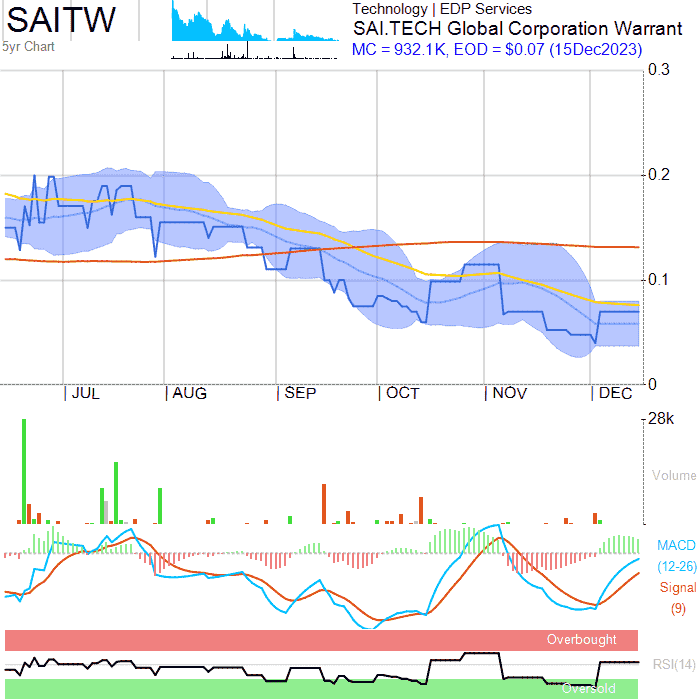 SAITW
5yr Chart
Technology | EDP Services
SAI.TECH Global Corporation Warrant
MC = 932.1K, EOD = $0.07 (15Dec2023)
0.3
0.2
0.1
0
JUL
AUG
SEP
OCT
NOV
DEC
28k
Volume
MACD
(12-26)
Signal
(9)
Overbought
RSI(14)
Oversold